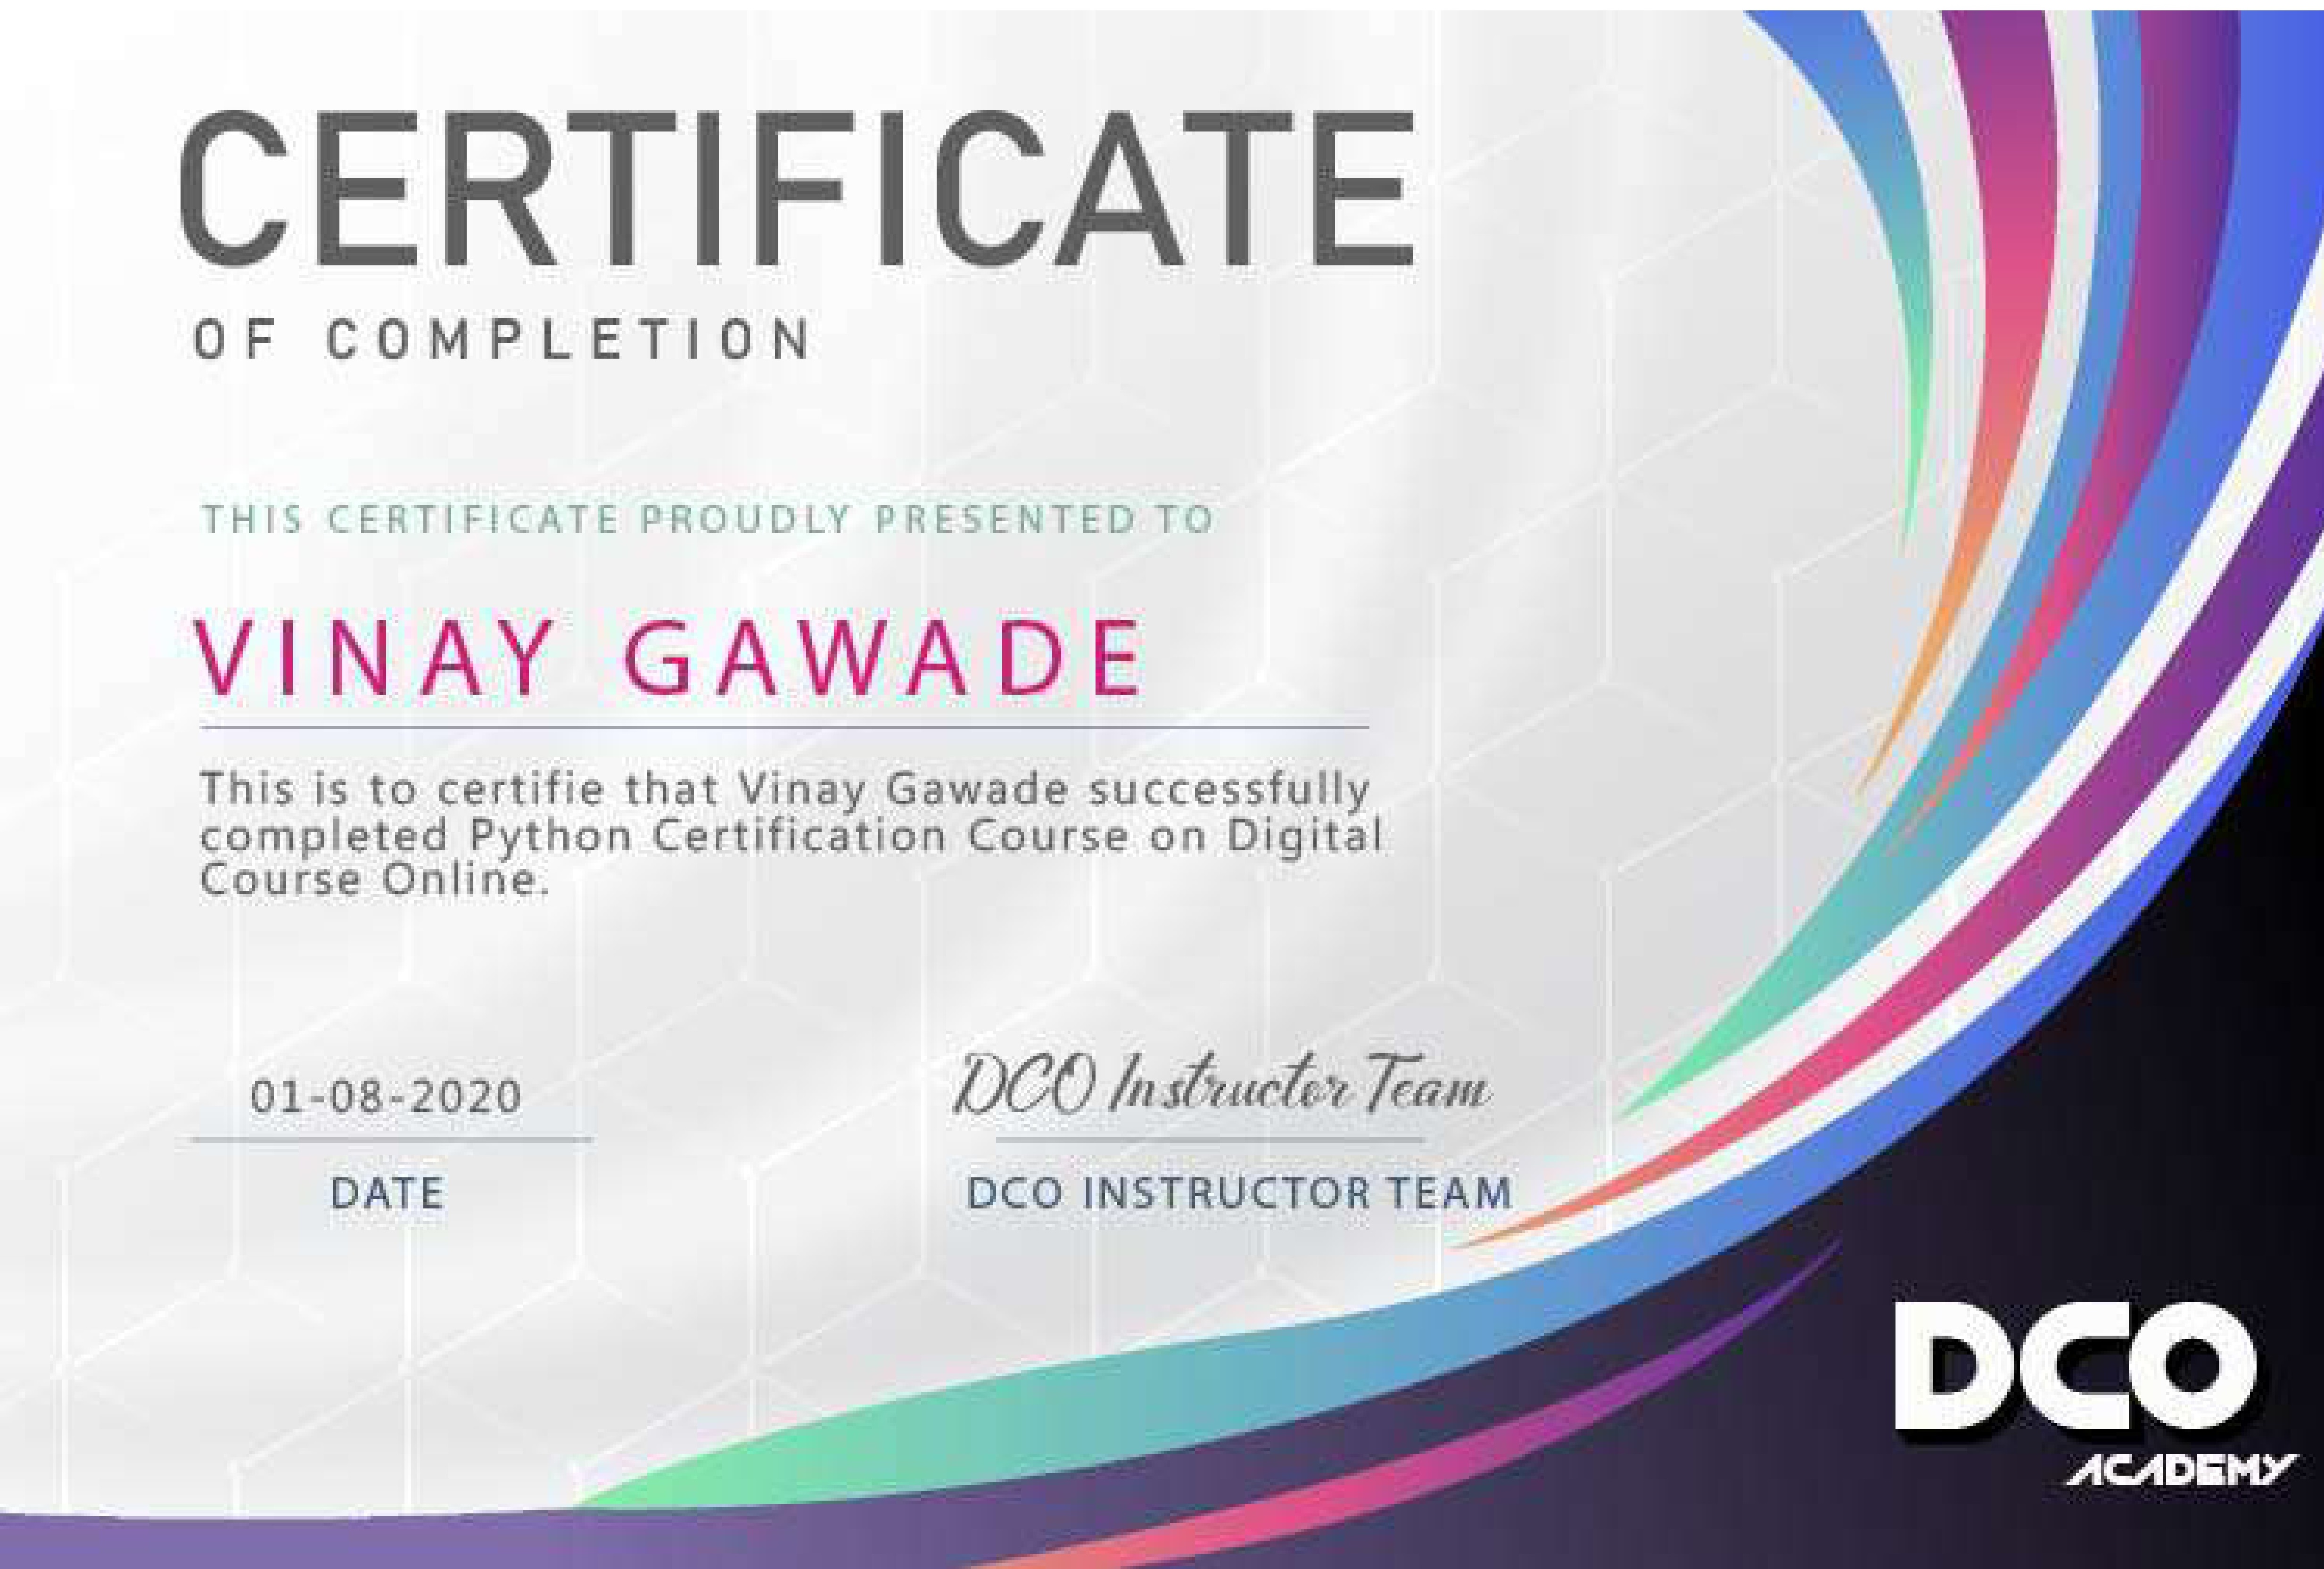 CERTIFICATE
OF COMPLETION
THIS CERTIFICATE PROUDLY PRESENTED TO
VINAY GAWADE
This is to certifie that Vinay Gawade successfully
completed Python Certification Course on Digital
Course Online.
01-08-2020
DATE
DCO Instructor Team
DCO INSTRUCTOR TEAM
DCO
ACADEMY